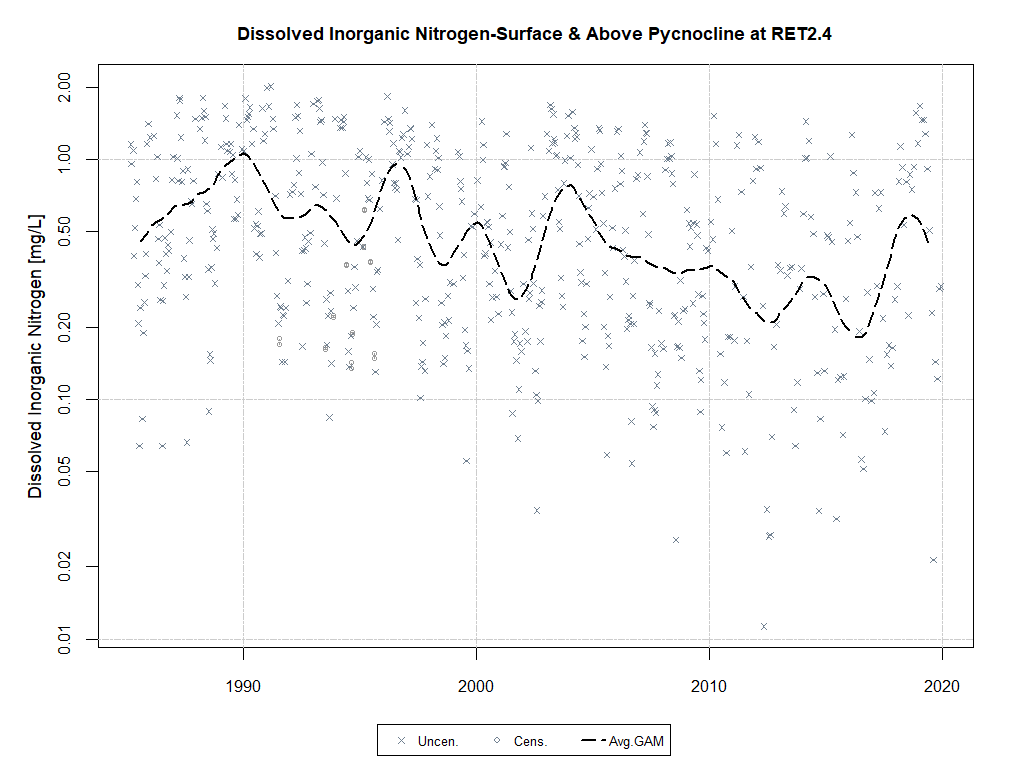 Dissolved Inorganic Nitrogen-Surface & Above Pycnocline at RET2.4
Dissolved Inorganic Nitrogen [mg/L]
2.00
1.00
0.50
0.20
0.10
0.05
0.02
0.01
1990 2000 2010 2020
Uncen. Cens. Avg.GAM